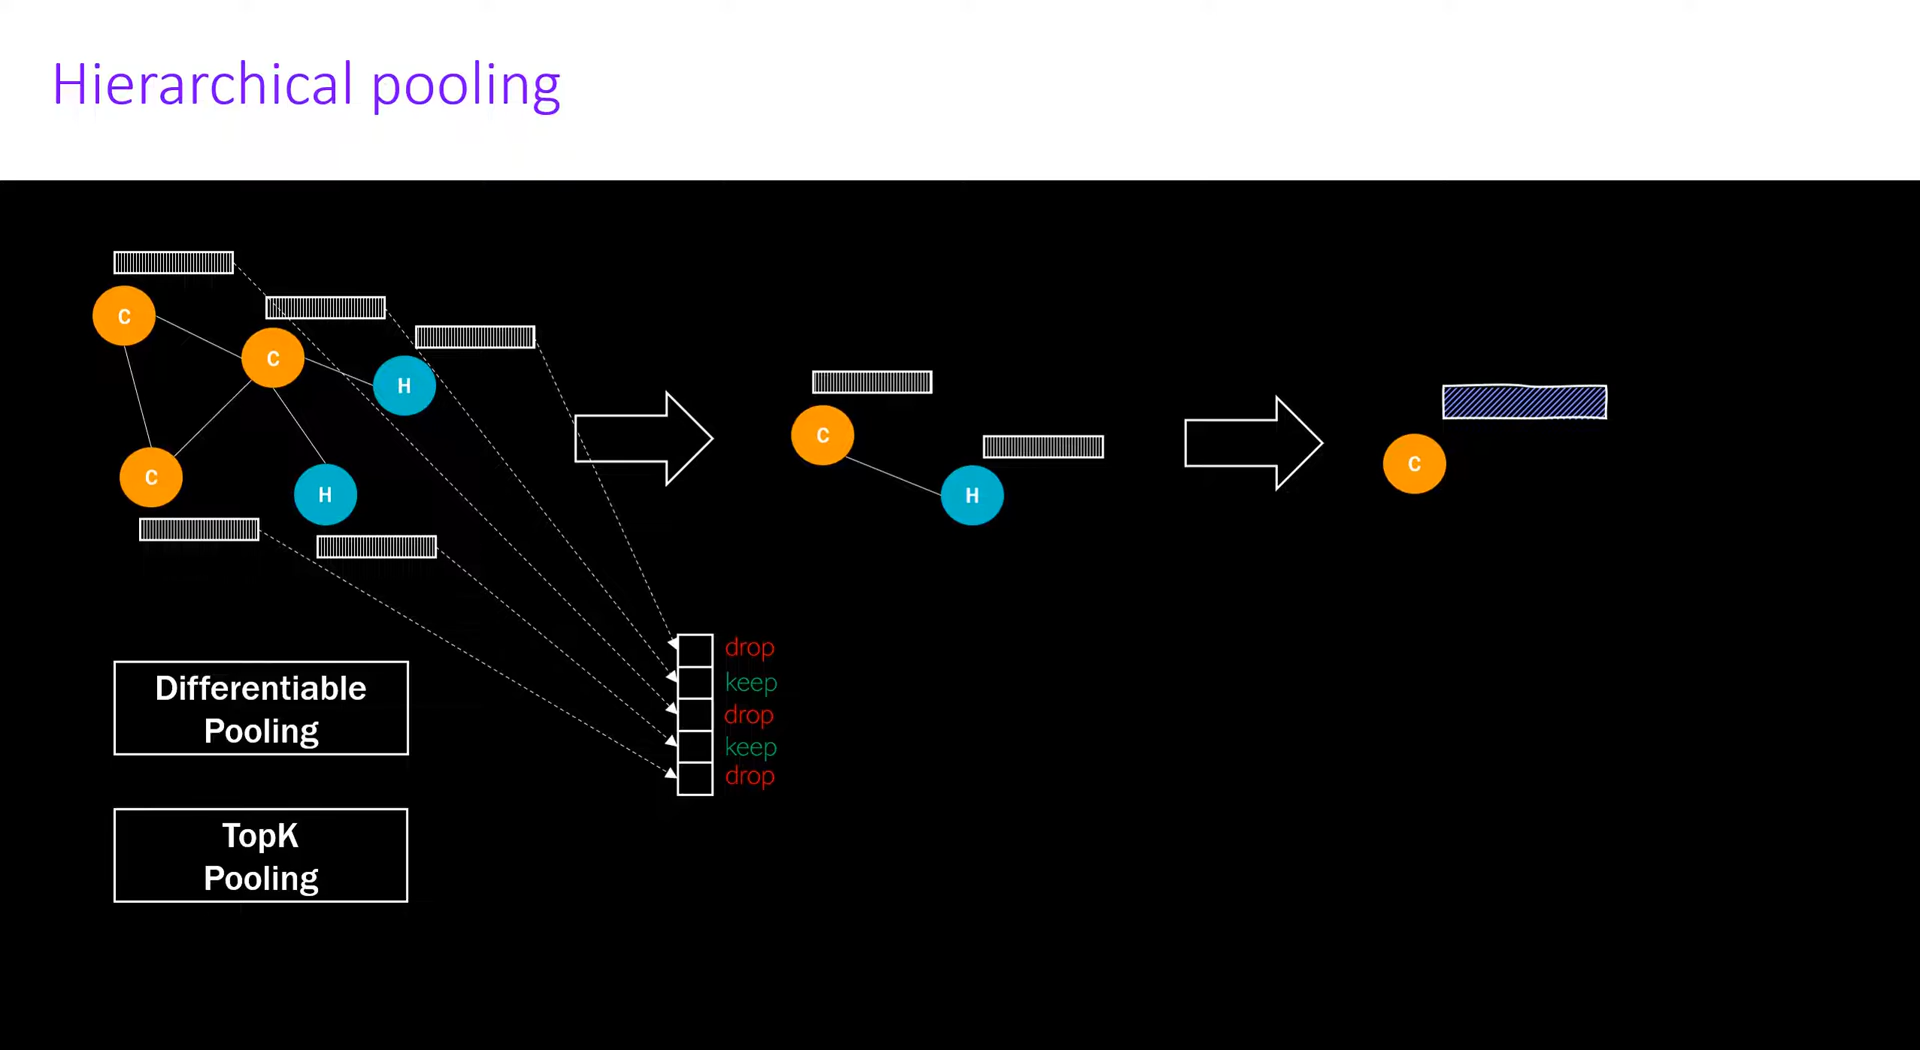 Hierarchical pooling
C
C
H
C
H
C
H
C
drop
keep
drop
keep
drop
Differentiable
Pooling
TopK
Pooling